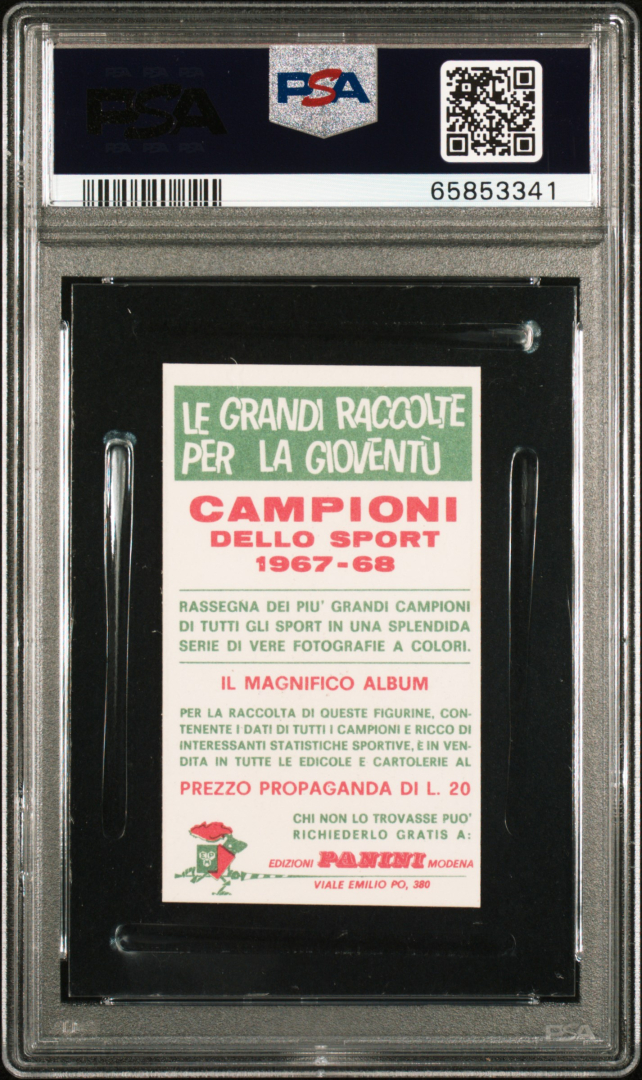 PSA
PSA
65853341
LE GRANDI RACCOLTE
PER LA GIOVENTÙ
CAMPIONI
DELLO SPORT
1967-68
RASSEGNA DEI PIU' GRANDI CAMPIONI
DI TUTTI GLI SPORT IN UNA SPLENDIDA
SERIE DI VERE FOTOGRAFIE A COLORI.
IL MAGNIFICO ALBUM
PER LA RACCOLTA DI QUESTE FIGURINE, CON-
TENENTE I DATI DI TUTTI I CAMPIONI E RICCO DI
INTERESSANTI STATISTICHE SPORTIVE, È IN VEN-
DITA IN TUTTE LE EDICOLE E CARTOLERIE AL
PREZZO PROPAGANDA DI L. 20
CHI NON LO TROVASSE PUO'
RICHIEDERLO GRATIS A:
EDIZIONI PANINI MODENA
VIALE EMILIO PO, 380
PSA